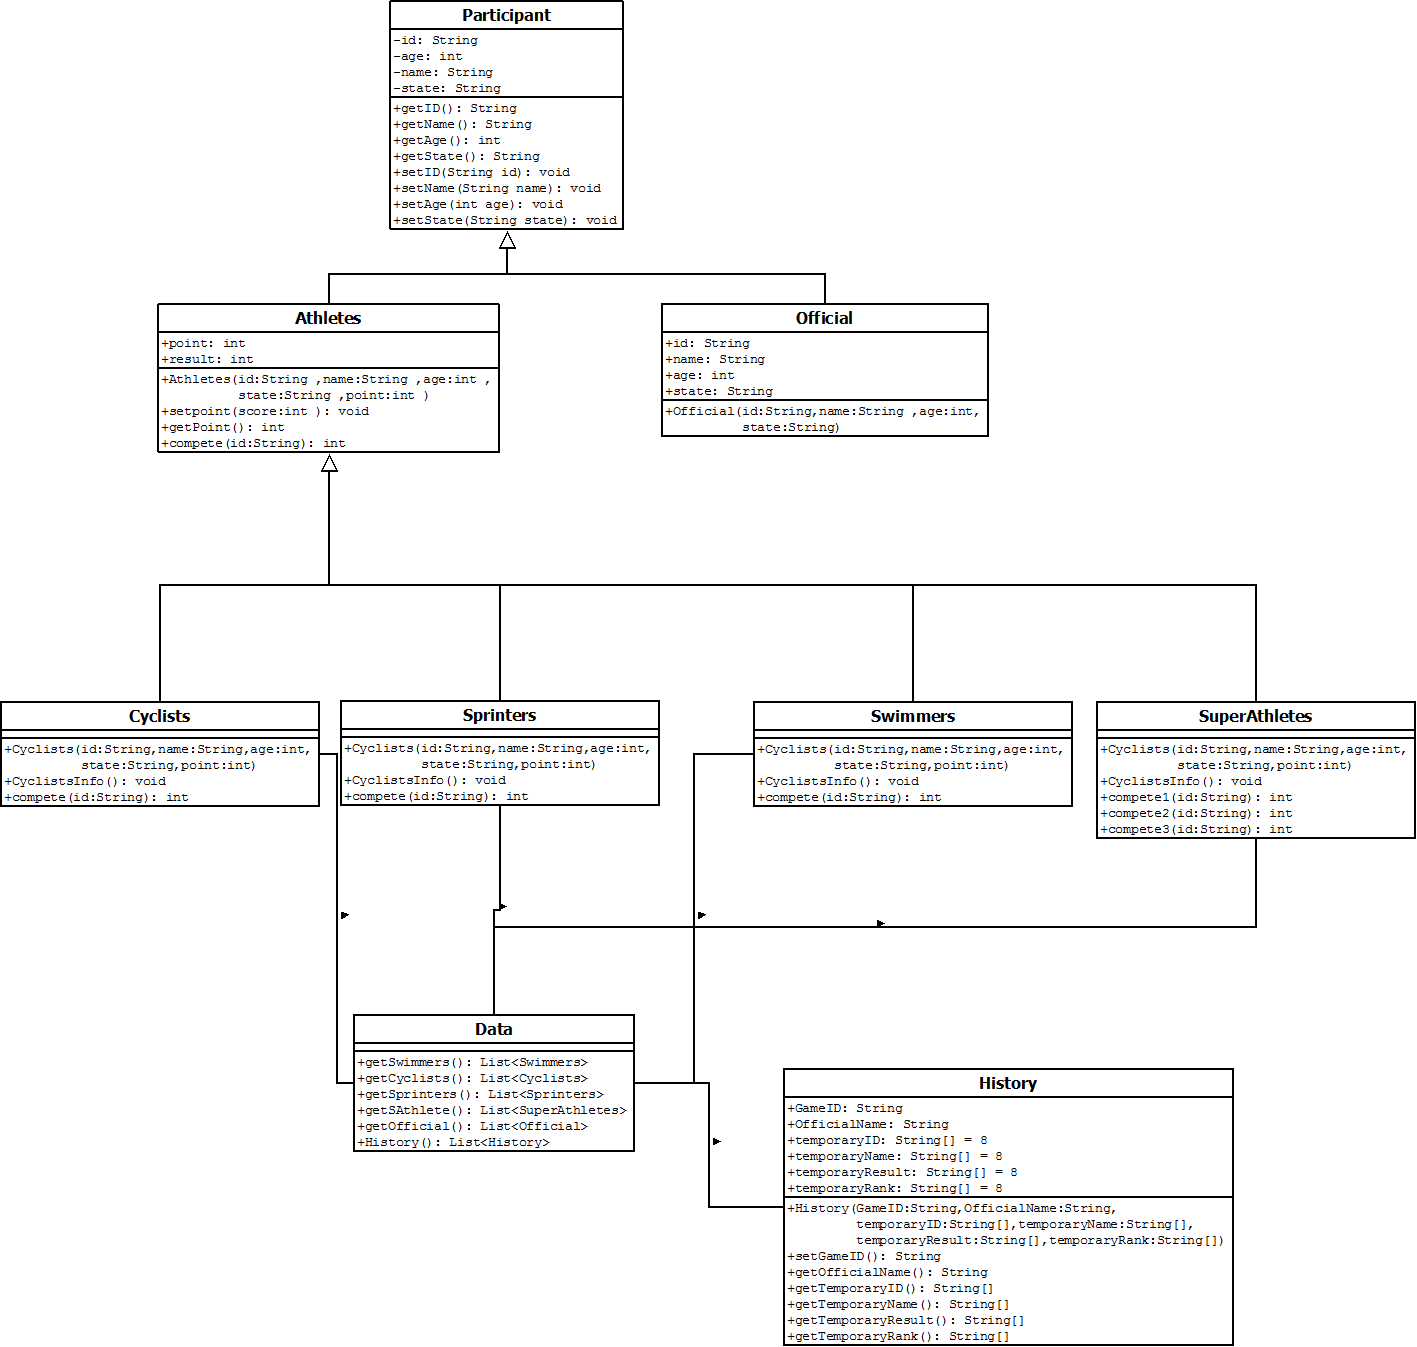 Participant
-id: String
-age: int
-name: String
-state: String
+getID(): String
+getName(): String
+getAge(): int
+getState(): String
+setID(String id): void
+setName(String name): void
+setAge(int age): void
+setState(String state): void
Athletes
+point: int
+result: int
+Athletes(id:String ,name:String ,age:int ,
state:String ,point:int )
+setpoint(score:int ): void
+getPoint(): int
+compete(id:String): int
Official
+id: String
+name: String
+age: int
+state: String
+Official(id:String,name:String ,age:int,
state:String)
Cyclists
+Cyclists(id:String,name:String,age:int,
state:String,point:int)
+CyclistsInfo(): void
+compete(id:String): int
Sprinters
+Cyclists(id:String,name:String,age:int,
state:String,point:int)
+CyclistsInfo(): void
+compete(id:String): int
Swimmers
+Cyclists(id:String,name:String,age:int,
state:String,point:int)
+CyclistsInfo(): void
+compete(id:String): int
SuperAthletes
+Cyclists(id:String,name:String,age:int,
state:String,point:int)
+CyclistsInfo(): void
+compete1(id:String): int
+compete2(id:String): int
+compete3(id:String): int
Data
+getSwimmers(): List<Swimmers>
+getCyclists(): List<Cyclists>
+getSprinters(): List<Sprinters>
+getSAthlete(): List<SuperAthletes>
+getOfficial(): List<Official>
+History(): List<History>
History
+GameID: String
+OfficialName: String
+temporaryID: String[] = 8
+temporaryName: String[] = 8
+temporaryResult: String[] = 8
+temporaryRank: String[] = 8
+History(GameID:String,OfficialName:String,
temporaryID:String[],temporaryName:String[],
temporaryResult:String[],temporaryRank:String[])
+setGameID(): String
+getOfficialName(): String
+getTemporaryID(): String[]
+getTemporaryName(): String[]
+getTemporaryResult(): String[]
+getTemporaryRank(): String[]